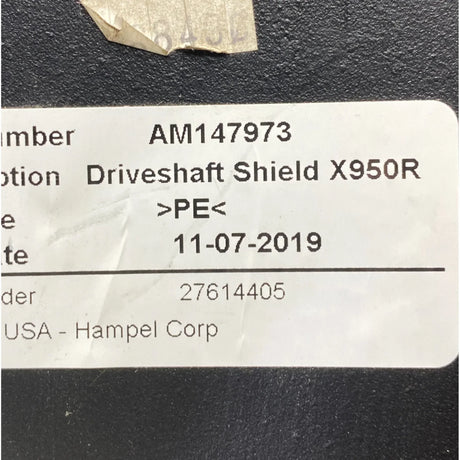 umber AM147973
ption Driveshaft Shield X950R
e >PE<
te 11-07-2019
der 27614405
USA - Hampel Corp